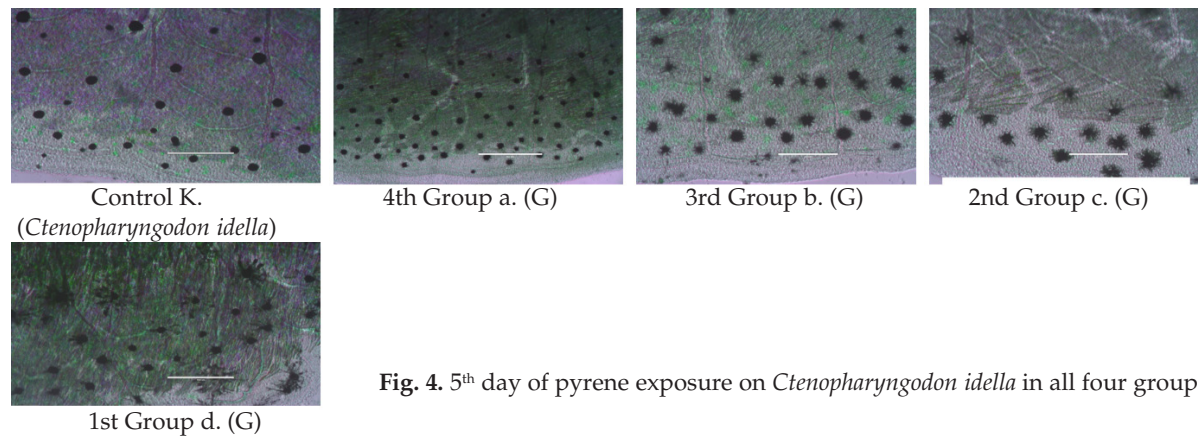 Control K.
(Ctenopharyngodon idella)
4th Group a. (G)
3rd Group b. (G)
2nd Group c. (G)
1st Group d. (G)
Fig. 4. 5th day of pyrene exposure on Ctenopharyngodon idella in all four group